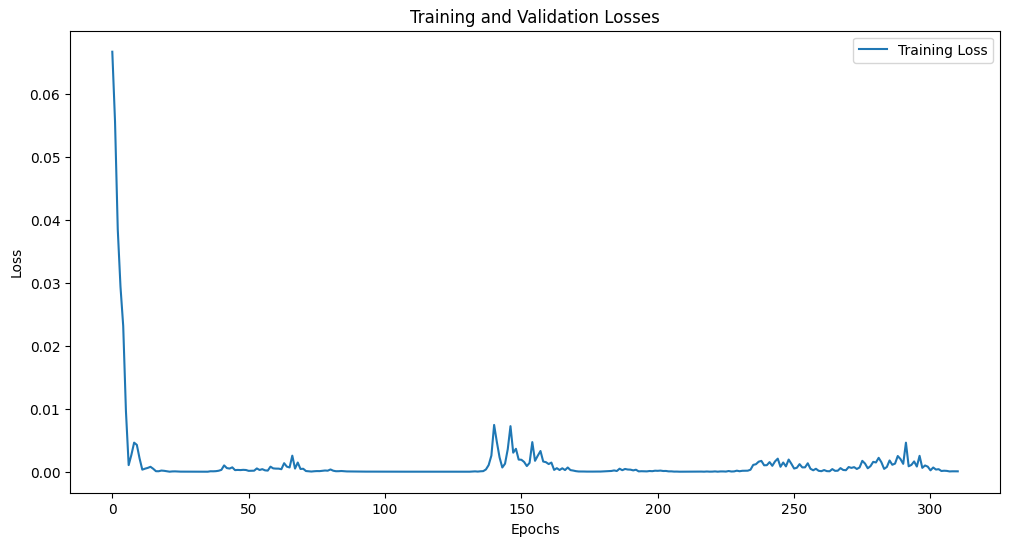 Training and Validation Losses
Training Loss
0.06
0.05
0.04
0.03
0.02
0.01
0.00
Loss
0 50 100 150 200 250 300
Epochs